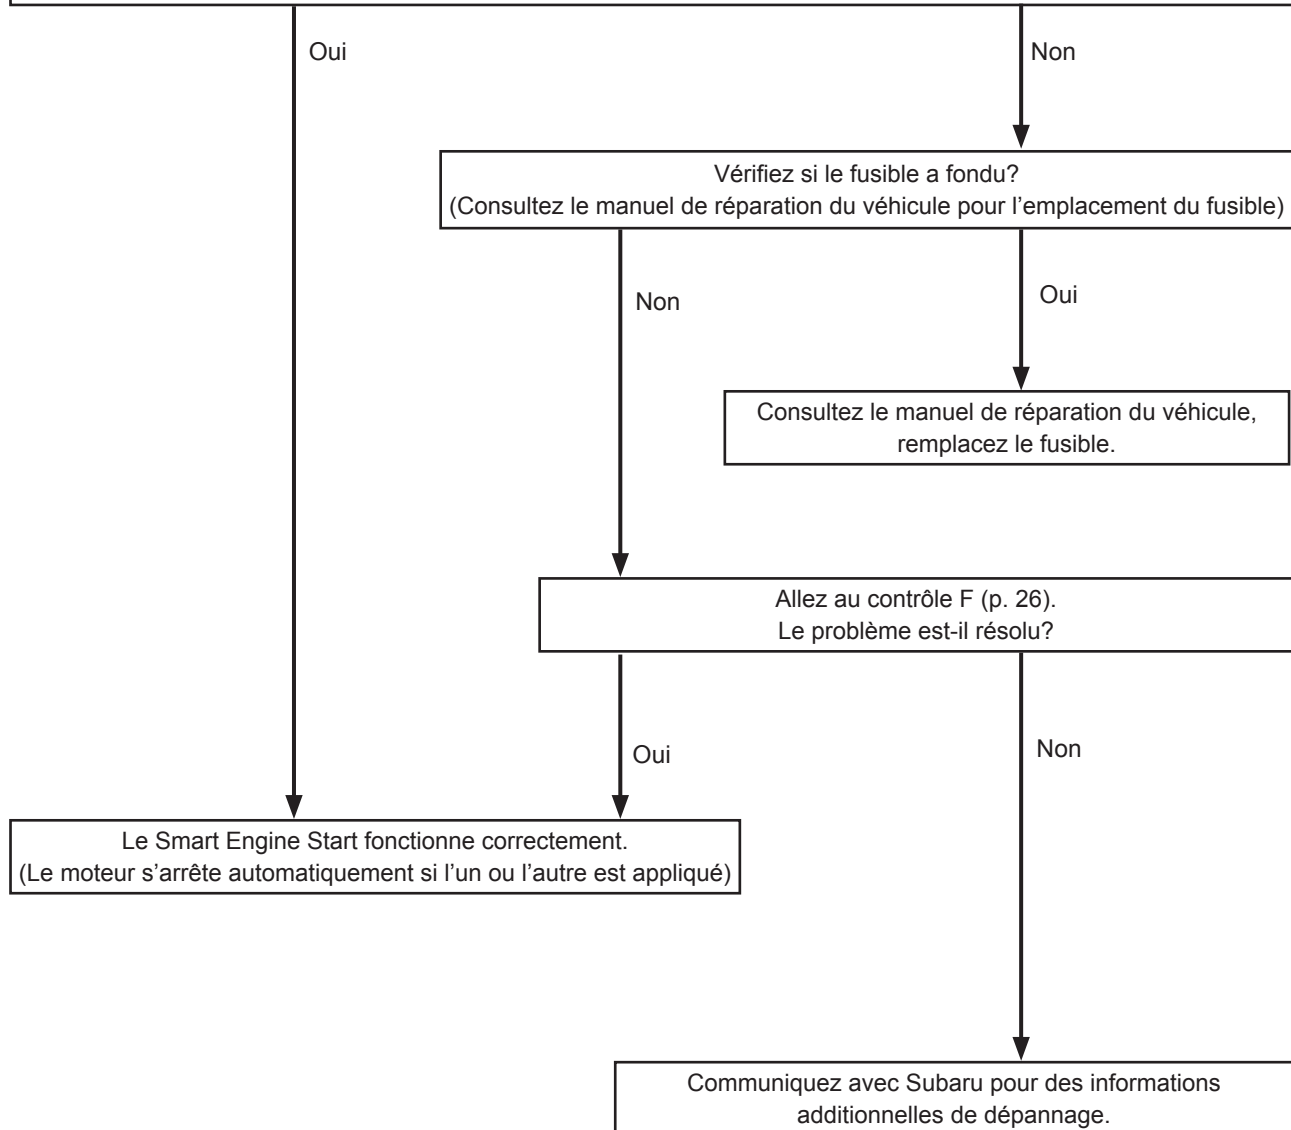 Oui
Non
Vérifiez si le fusible a fondu?
(Consultez le manuel de réparation du véhicule pour l’emplacement du fusible)
Non
Oui
Consultez le manuel de réparation du véhicule,
remplacez le fusible.
Allez au contrôle F (p. 26).
Le problème est-il résolu?
Oui
Non
Le Smart Engine Start fonctionne correctement.
(Le moteur s’arrête automatiquement si l’un ou l’autre est appliqué)
Communiquez avec Subaru pour des informations
additionnelles de dépannage.